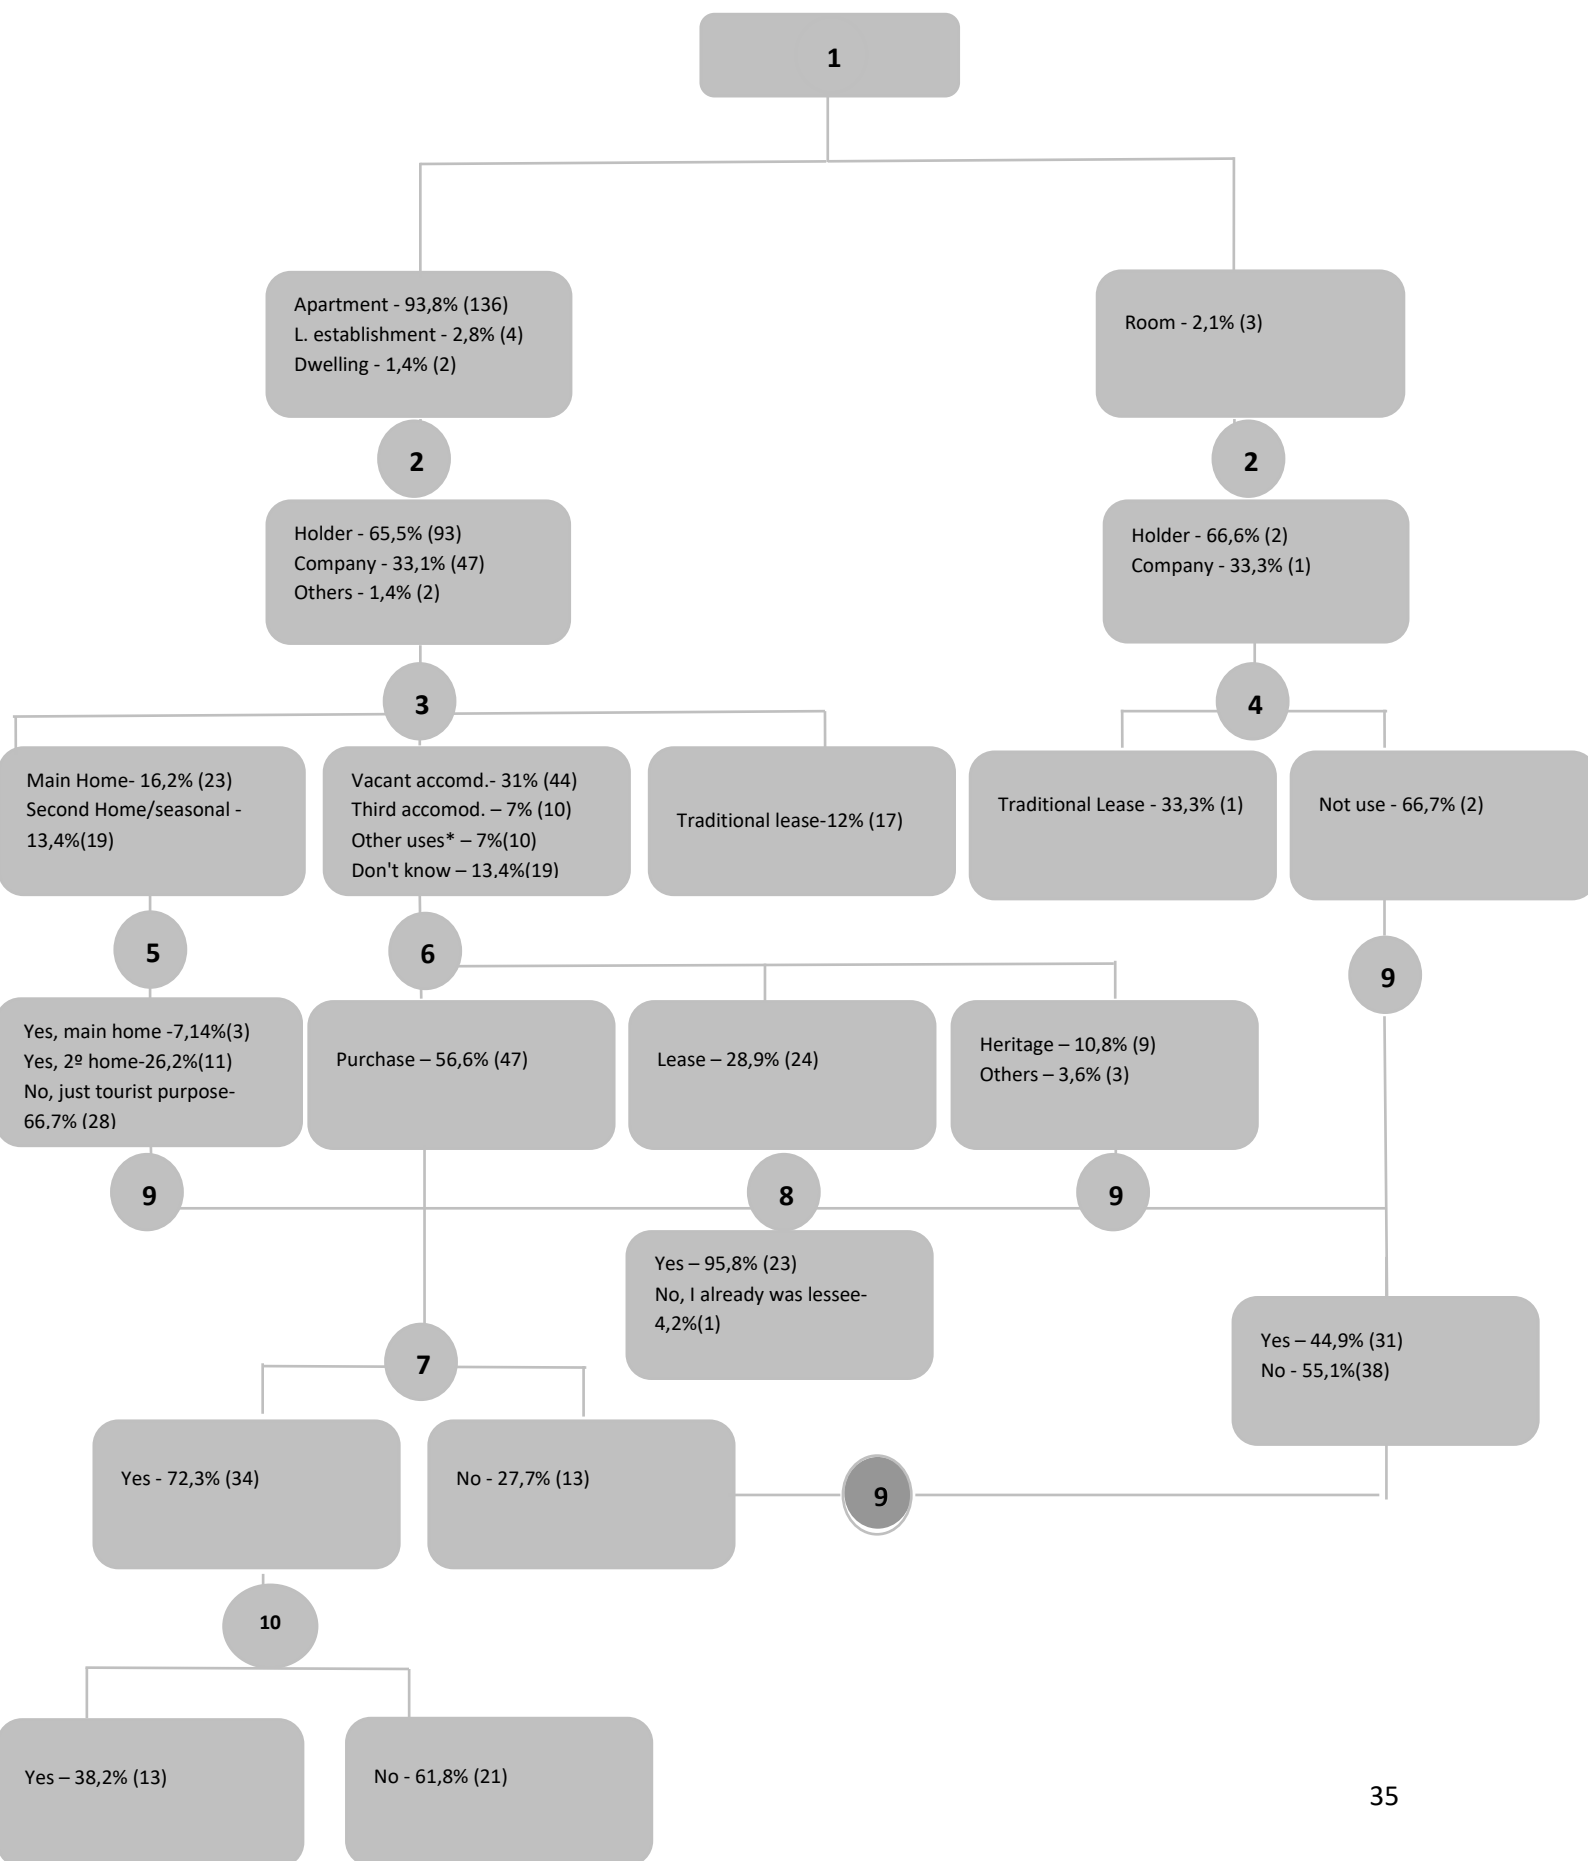 1
Apartment - 93,8% (136)
L. establishment - 2,8% (4)
Dwelling - 1,4% (2)
Room - 2,1% (3)
2
2
Holder - 65,5% (93)
Company - 33,1% (47)
Others - 1,4% (2)
Holder - 66,6% (2)
Company - 33,3% (1)
3
4
Main Home- 16,2% (23)
Second Home/seasonal -
13,4%(19)
Vacant accomd.- 31% (44)
Third accomod. – 7% (10)
Other uses* – 7%(10)
Don't know – 13,4%(19)
Traditional lease-12% (17)
Traditional Lease - 33,3% (1)
Not use - 66,7% (2)
5
6
9
Yes, main home -7,14%(3)
Yes, 2º home-26,2%(11)
No, just tourist purpose-
66,7% (28)
Purchase – 56,6% (47)
Lease – 28,9% (24)
Heritage – 10,8% (9)
Others – 3,6% (3)
9
8
9
Yes – 95,8% (23)
No, I already was lessee-
4,2%(1)
Yes – 44,9% (31)
No - 55,1%(38)
7
Yes - 72,3% (34)
No - 27,7% (13)
9
10
Yes – 38,2% (13)
No - 61,8% (21)
35